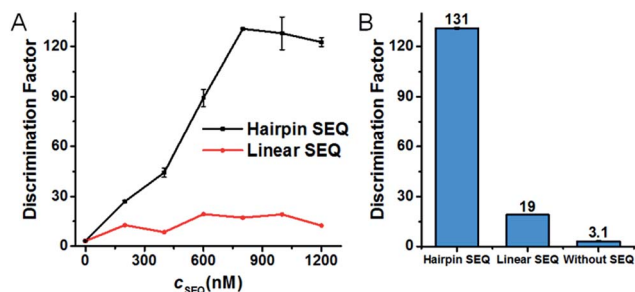 A
Discrimination Factor
120
90
60
30
0
Hairpin SEQ
Linear SEQ
0 300 600 900 1200
cSEQ(nM)
B
Discrimination Factor
120
90
60
30
0
131
19
3.1
Hairpin SEQ Linear SEQ Without SEQ